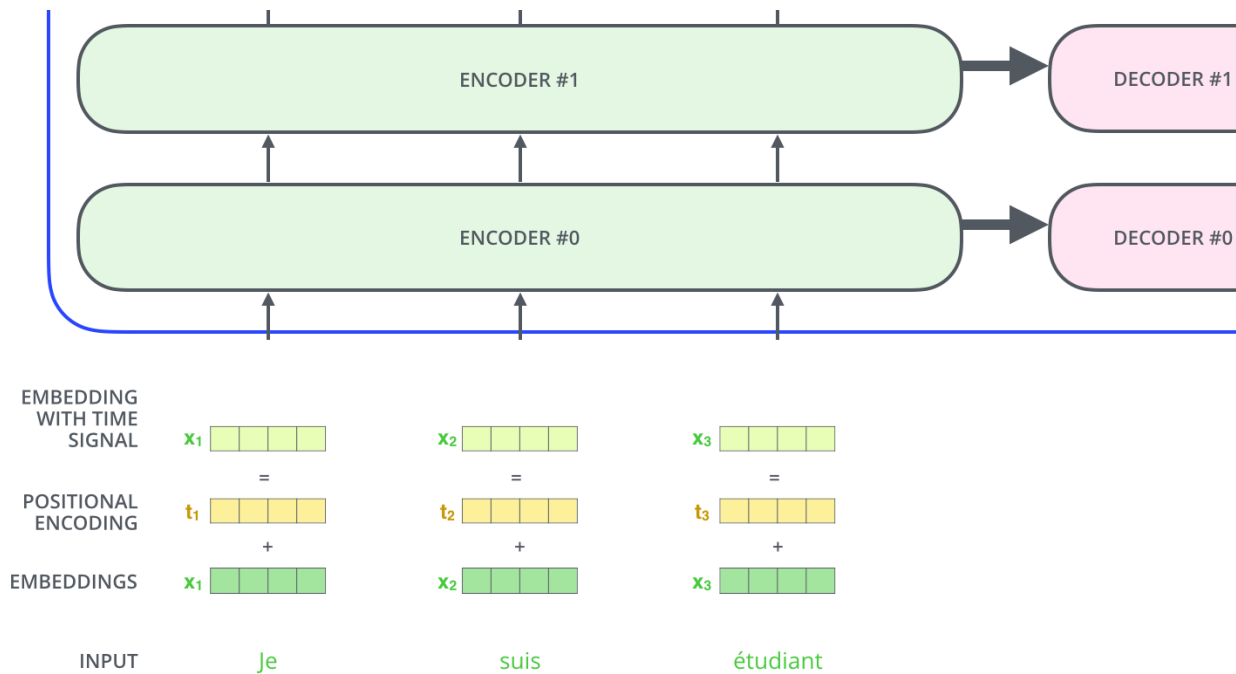 ENCODER #1
DECODER #1
ENCODER #0
DECODER #0
EMBEDDING
WITH TIME
SIGNAL
x₁ x₂ x₃
= = =
POSITIONAL
ENCODING
t₁ t₂ t₃
+ + +
EMBEDDINGS x₁ x₂ x₃
INPUT Je suis étudiant